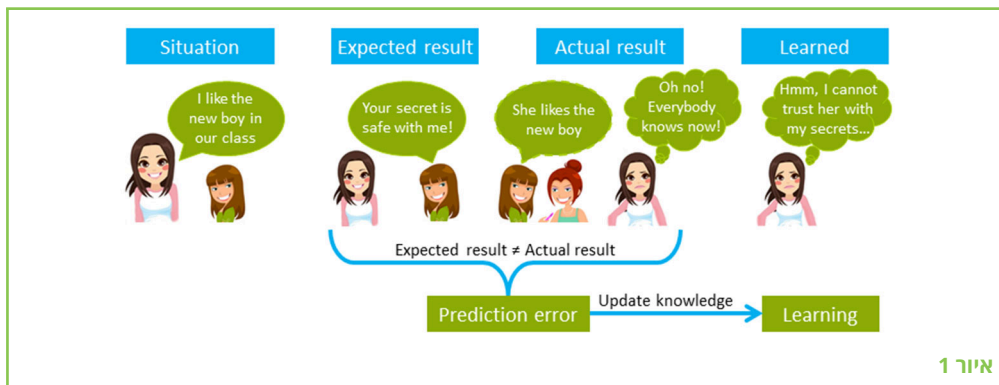 Situation
Expected result
Actual result
Learned
I like the
new boy in
our class
Your secret is
safe with me!
She likes the
new boy
Oh no!
Everybody
knows now!
Hmm, I cannot
trust her with
my secrets...
Expected result ≠ Actual result
Prediction error
Update knowledge
Learning
איור 1